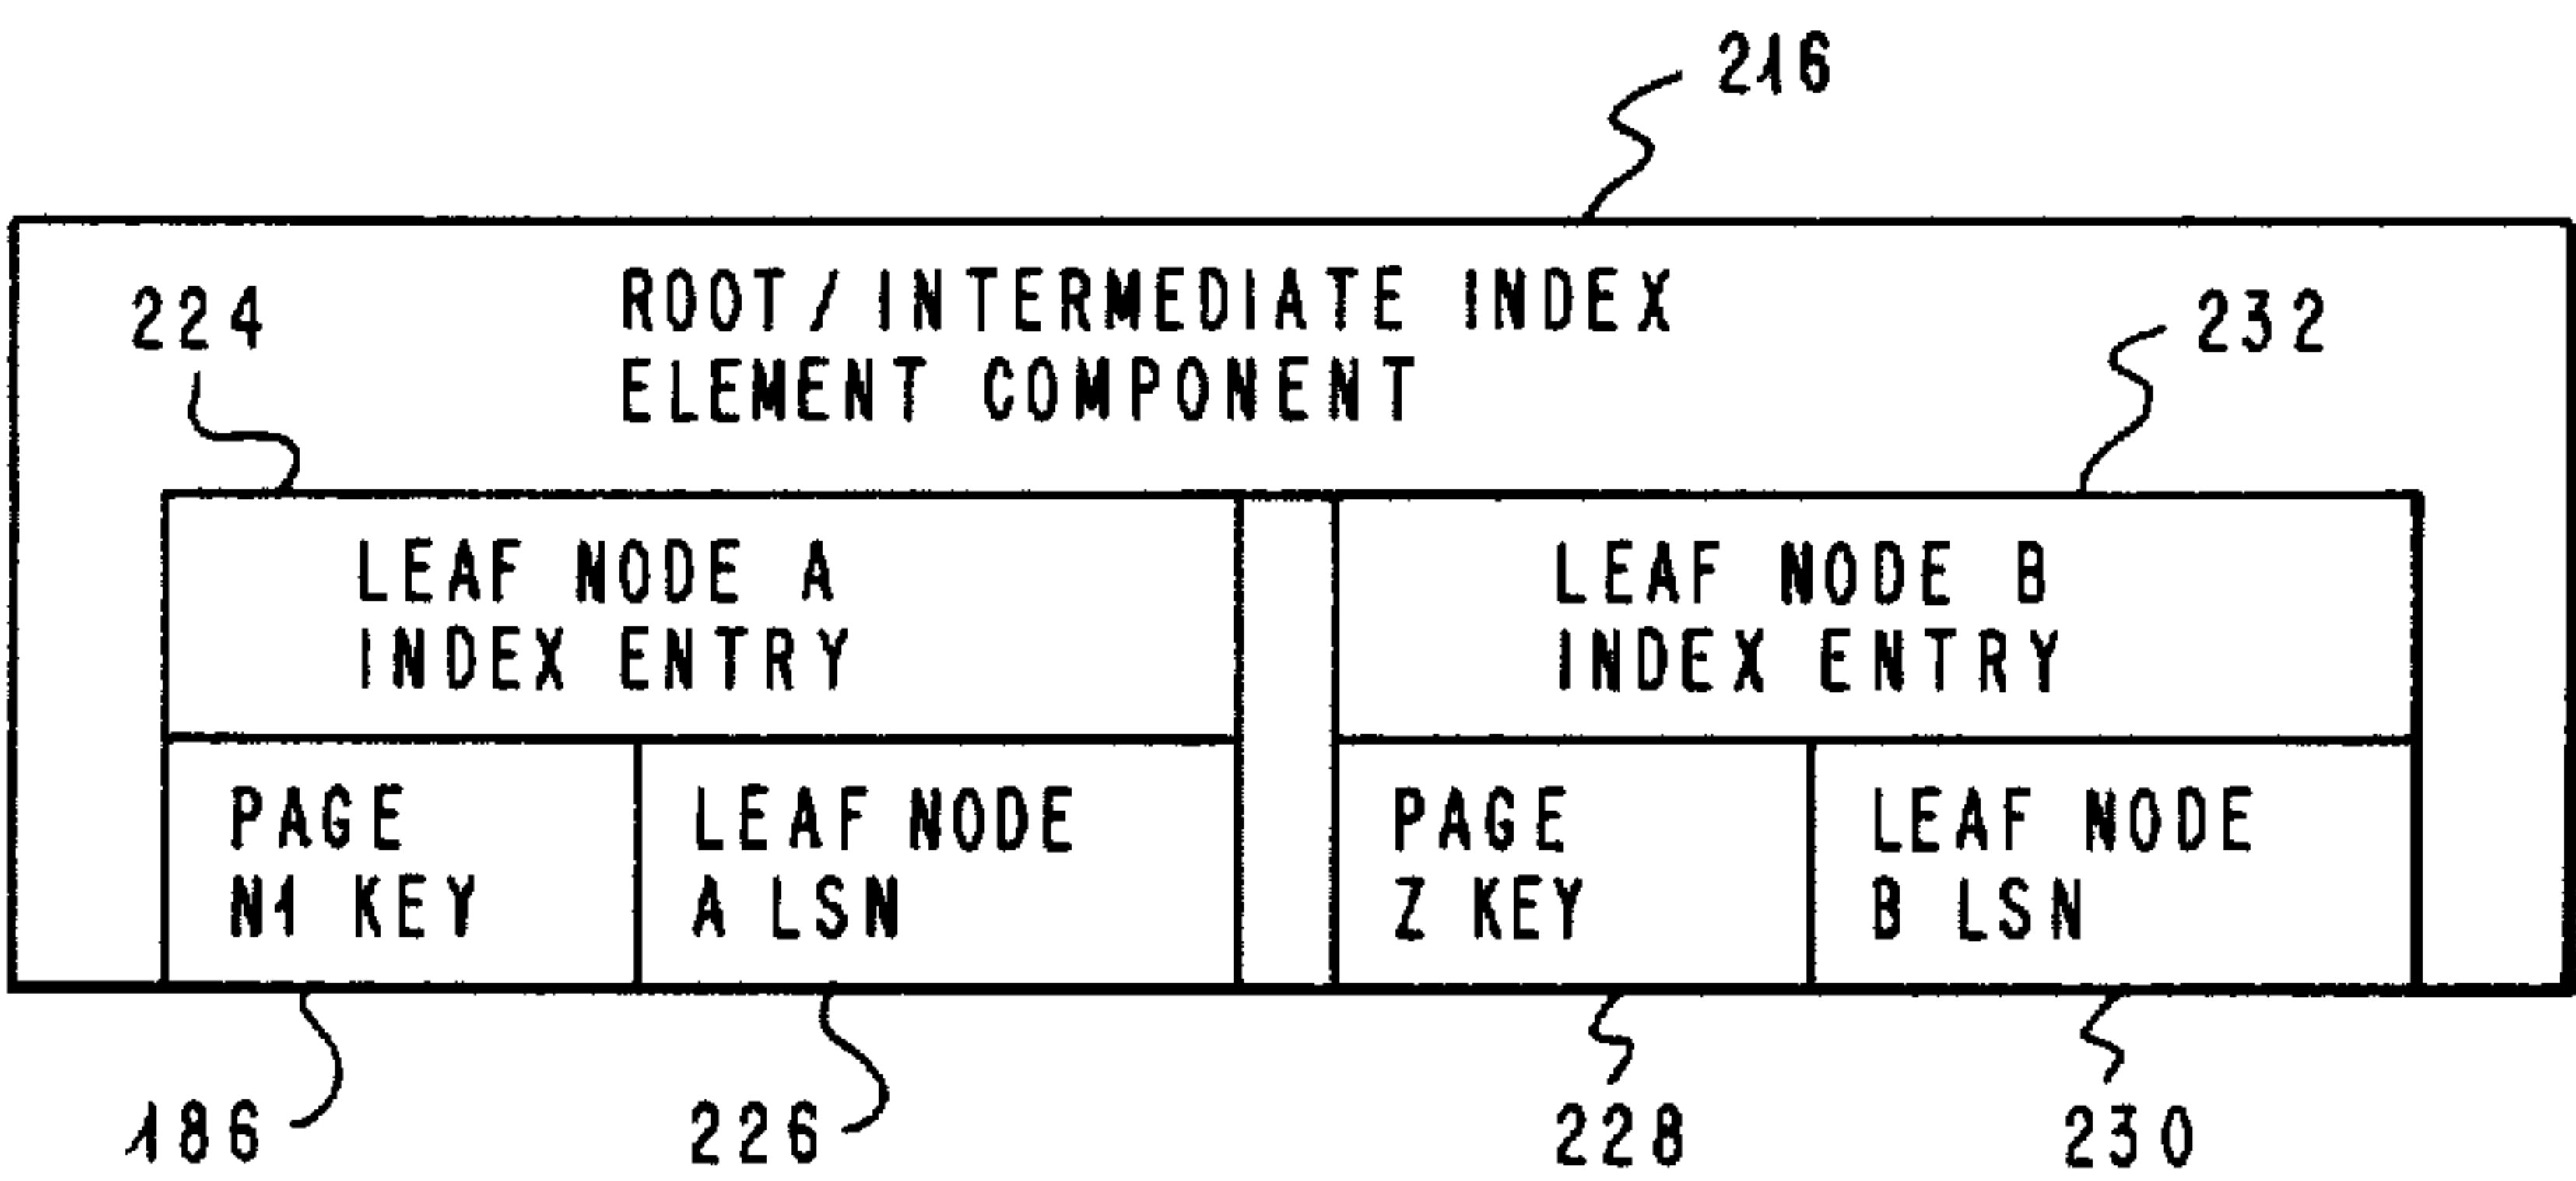 216
ROOT/INTERMEDIATE INDEX
ELEMENT COMPONENT
224
232
LEAF NODE A
INDEX ENTRY
LEAF NODE B
INDEX ENTRY
PAGE
N1 KEY
LEAF NODE
A LSN
PAGE
Z KEY
LEAF NODE
B LSN
186
226
228
230